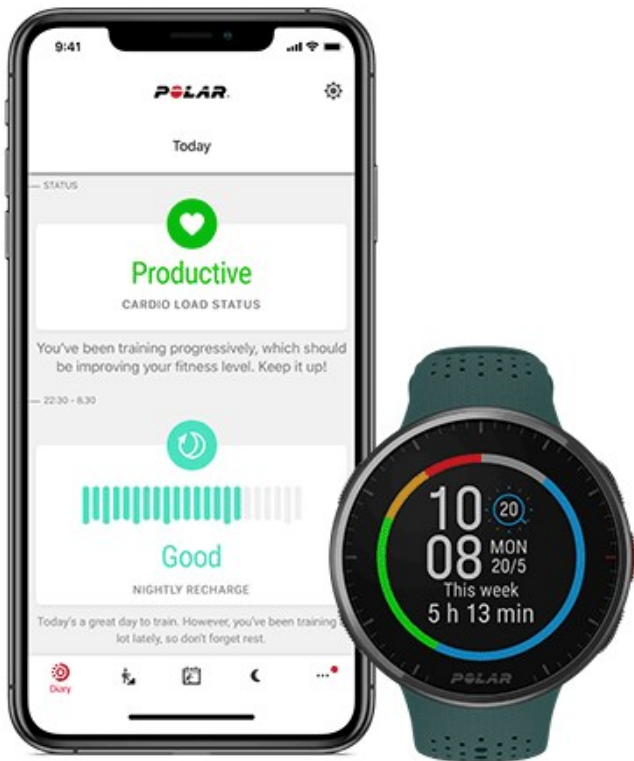 9:41
POLAR
Today
STATUS
Productive
CARDIO LOAD STATUS
You've been training progressively, which should
be improving your fitness level. Keep it up!
22:30 - 8.30
Good
NIGHTLY RECHARGE
Today's a great day to train. However, you've been training
lot lately, so don't forget rest.
Diary
10
20
08
MON
20/5
This week
5 h 13 min
POLAR